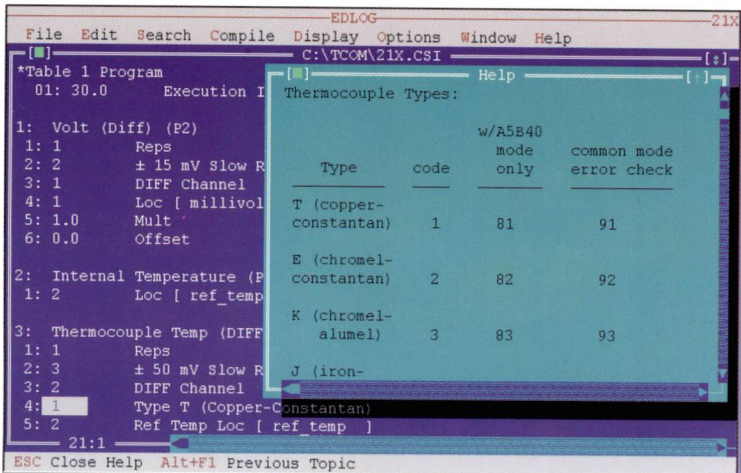 EDLOG 21X
File Edit Search Compile Display Options Window Help
C:\TCOM\21X.CSI
*Table 1 Program
01: 30.0 Execution I
1: Volt (Diff) (P2)
1: 1 Reps
2: 2 ± 15 mV Slow R
3: 1 DIFF Channel
4: 1 Loc [ millivol
5: 1.0 Mult
6: 0.0 Offset
2: Internal Temperature (P
1: 2 Loc [ ref_temp
3: Thermocouple Temp (DIFF
1: 1 Reps
2: 3 ± 50 mV Slow R
3: 2 DIFF Channel
4: 1 Type T (Copper-Constantan)
5: 2 Ref Temp Loc [ ref_temp ]
21:1
Help
Thermocouple Types:
w/A5B40
mode common mode
Type code only error check
T (copper-
constantan) 1 81 91
E (chromel-
constantan) 2 82 92
K (chromel-
alumel) 3 83 93
J (iron-
ESC Close Help Alt+F1 Previous Topic